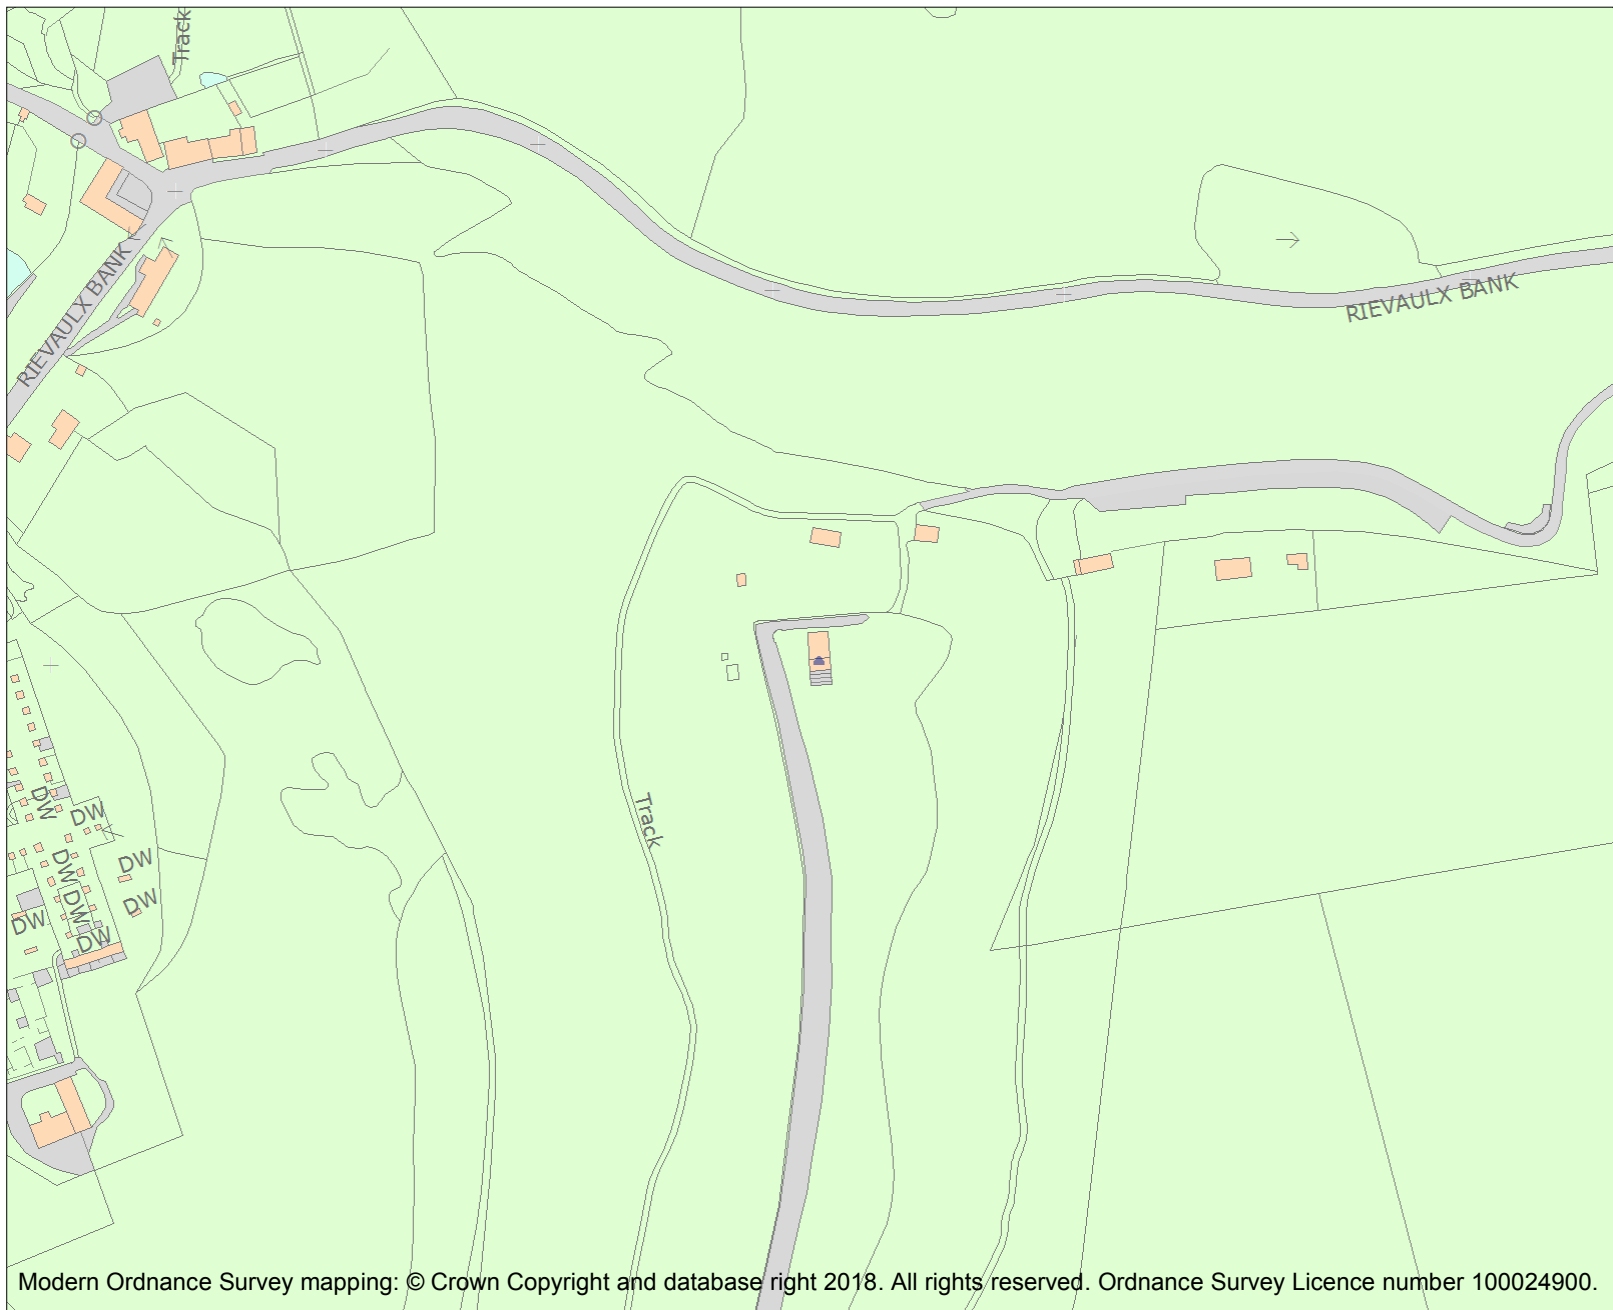 Track
RIEVAULX BANK
RIEVAULX BANK
Track
DW
DW
DW
DW
DW
DW
DW
DW
Modern Ordnance Survey mapping: © Crown Copyright and database right 2018. All rights reserved. Ordnance Survey Licence number 100024900.